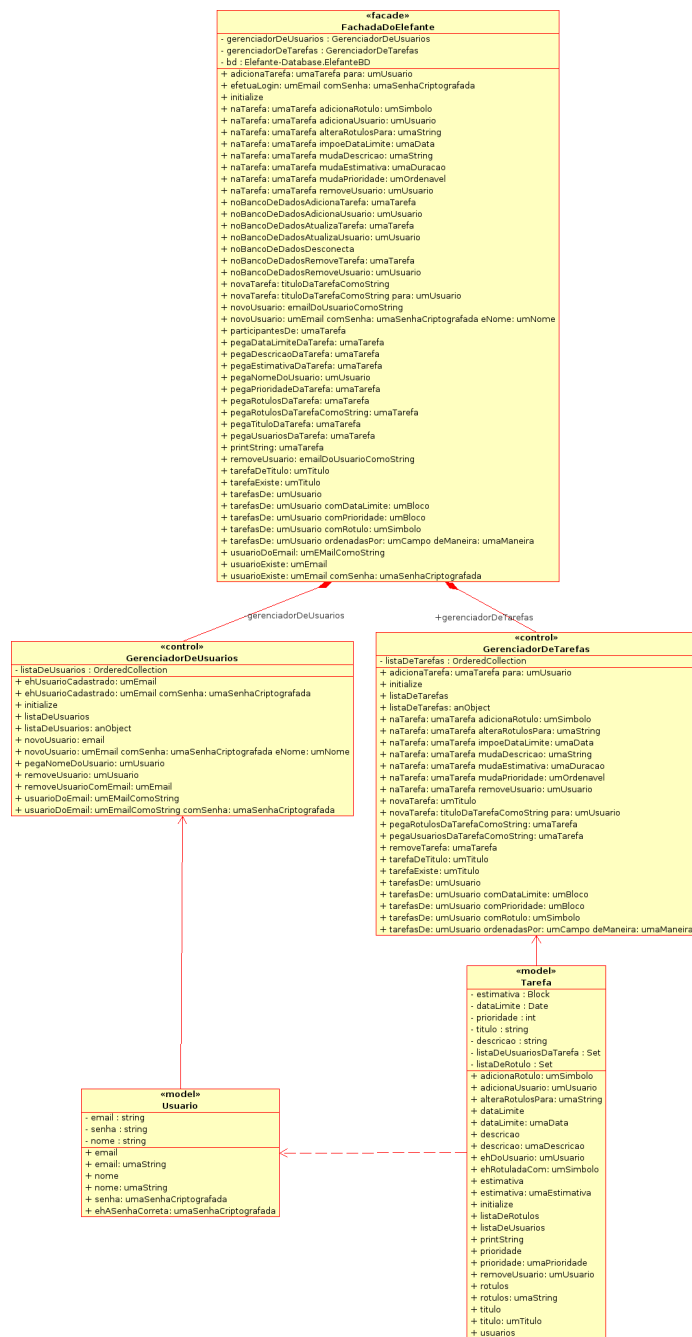 «facade»
FachadaDoElefante
- gerenciadorDeUsuarios : GerenciadorDeUsuarios
- gerenciadorDeTarefas : GerenciadorDeTarefas
- bd : Elefante-Database.ElefanteBD
+ adicionaTarefa: umaTarefa para: umUsuario
+ efetuaLogin: umEmail comSenha: umaSenhaCriptografada
+ initialize
+ naTarefa: umaTarefa adicionaRotulo: umSimbolo
+ naTarefa: umaTarefa adicionaUsuario: umUsuario
+ naTarefa: umaTarefa alteraRotulosPara: umaString
+ naTarefa: umaTarefa impoeDataLimite: umaData
+ naTarefa: umaTarefa mudaDescricao: umaString
+ naTarefa: umaTarefa mudaEstimativa: umaDuracao
+ naTarefa: umaTarefa mudaPrioridade: umOrdenavel
+ naTarefa: umaTarefa removeUsuario: umUsuario
+ noBancoDeDadosAdicionaTarefa: umaTarefa
+ noBancoDeDadosAdicionaUsuario: umUsuario
+ noBancoDeDadosAtualizaTarefa: umaTarefa
+ noBancoDeDadosAtualizaUsuario: umUsuario
+ noBancoDeDadosDesconecta
+ noBancoDeDadosRemoveTarefa: umaTarefa
+ noBancoDeDadosRemoveUsuario: umUsuario
+ novaTarefa: tituloDaTarefaComoString
+ novaTarefa: tituloDaTarefaComoString para: umUsuario
+ novoUsuario: emailDoUsuarioComoString
+ novoUsuario: umEmail comSenha: umaSenhaCriptografada eNome: umNome
+ participantesDe: umaTarefa
+ pegaDataLimiteDaTarefa: umaTarefa
+ pegaDescricaoDaTarefa: umaTarefa
+ pegaEstimativaDaTarefa: umaTarefa
+ pegaNomeDoUsuario: umUsuario
+ pegaPrioridadeDaTarefa: umaTarefa
+ pegaRotulosDaTarefa: umaTarefa
+ pegaRotulosDaTarefaComoString: umaTarefa
+ pegaTituloDaTarefa: umaTarefa
+ pegaUsuariosDaTarefa: umaTarefa
+ printString: umaTarefa
+ removeUsuario: emailDoUsuarioComoString
+ tarefaDeTitulo: umTitulo
+ tarefaExiste: umTitulo
+ tarefasDe: umUsuario
+ tarefasDe: umUsuario comDataLimite: umBloco
+ tarefasDe: umUsuario comPrioridade: umBloco
+ tarefasDe: umUsuario comRotulo: umSimbolo
+ tarefasDe: umUsuario ordenadasPor: umCampo deManeira: umaManeira
+ usuarioDoEmail: umEMailComoString
+ usuarioExiste: umEmail
+ usuarioExiste: umEmail comSenha: umaSenhaCriptografada
-gerenciadorDeUsuarios
+gerenciadorDeTarefas
«control»
GerenciadorDeUsuarios
- listaDeUsuarios : OrderedCollection
+ ehUsuarioCadastrado: umEmail
+ ehUsuarioCadastrado: umEmail comSenha: umaSenhaCriptografada
+ initialize
+ listaDeUsuarios
+ listaDeUsuarios: anObject
+ novoUsuario: email
+ novoUsuario: umEmail comSenha: umaSenhaCriptografada eNome: umNome
+ pegaNomeDoUsuario: umUsuario
+ removeUsuario: umUsuario
+ removeUsuarioComEmail: umEmail
+ usuarioDoEmail: umEMailComoString
+ usuarioDoEmail: umEmailComoString comSenha: umaSenhaCriptografada
«control»
GerenciadorDeTarefas
- listaDeTarefas : OrderedCollection
+ adicionaTarefa: umaTarefa para: umUsuario
+ initialize
+ listaDeTarefas
+ listaDeTarefas: anObject
+ naTarefa: umaTarefa adicionaRotulo: umSimbolo
+ naTarefa: umaTarefa alteraRotulosPara: umaString
+ naTarefa: umaTarefa impoeDataLimite: umaData
+ naTarefa: umaTarefa mudaDescricao: umaString
+ naTarefa: umaTarefa mudaEstimativa: umaDuracao
+ naTarefa: umaTarefa mudaPrioridade: umOrdenavel
+ naTarefa: umaTarefa removeUsuario: umUsuario
+ novaTarefa: umTitulo
+ novaTarefa: tituloDaTarefaComoString para: umUsuario
+ pegaRotulosDaTarefaComoString: umaTarefa
+ pegaUsuariosDaTarefaComoString: umaTarefa
+ removeTarefa: umaTarefa
+ tarefaDeTitulo: umTitulo
+ tarefaExiste: umTitulo
+ tarefasDe: umUsuario
+ tarefasDe: umUsuario comDataLimite: umBloco
+ tarefasDe: umUsuario comPrioridade: umBloco
+ tarefasDe: umUsuario comRotulo: umSimbolo
+ tarefasDe: umUsuario ordenadasPor: umCampo deManeira: umaManeira
«model»
Tarefa
- estimativa : Block
- dataLimite : Date
- prioridade : int
- titulo : string
- descricao : string
- listaDeUsuariosDaTarefa : Set
- listaDeRotulo : Set
+ adicionaRotulo: umSimbolo
+ adicionaUsuario: umUsuario
+ alteraRotulosPara: umaString
+ dataLimite
+ dataLimite: umaData
+ descricao
+ descricao: umaDescricao
+ ehDoUsuario: umUsuario
+ ehRotuladaCom: umSimbolo
+ estimativa
+ estimativa: umaEstimativa
+ initialize
+ listaDeRotulos
+ listaDeUsuarios
+ printString
+ prioridade
+ prioridade: umaPrioridade
+ removeUsuario: umUsuario
+ rotulos
+ rotulos: umaString
+ titulo
+ titulo: umTitulo
+ usuarios
«model»
Usuario
- email : string
- senha : string
- nome : string
+ email
+ email: umaString
+ nome
+ nome: umaString
+ senha: umaSenhaCriptografada
+ ehASenhaCorreta: umaSenhaCriptografada